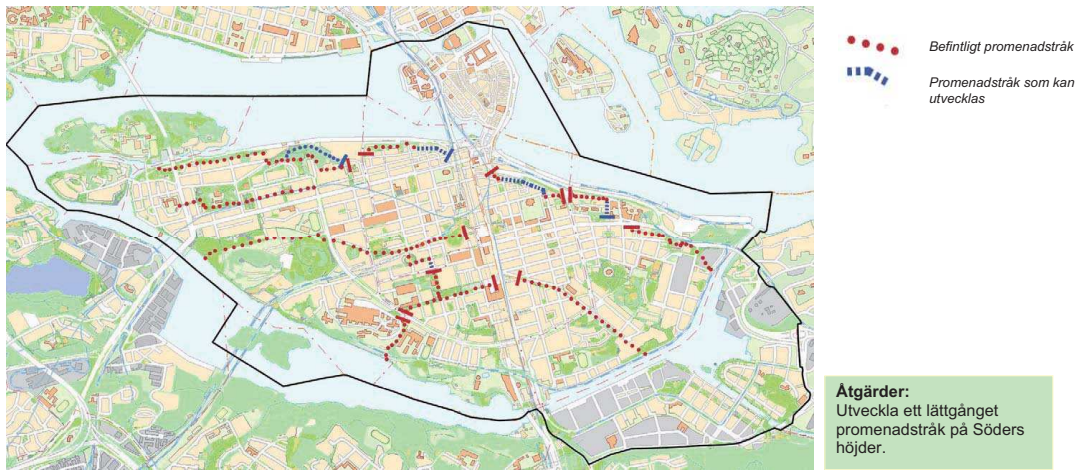 Befintligt promenadstråk
Promenadstråk som kan
utvecklas
Åtgärder:
Utveckla ett lättgånget
promenadstråk på Söders
höjder.